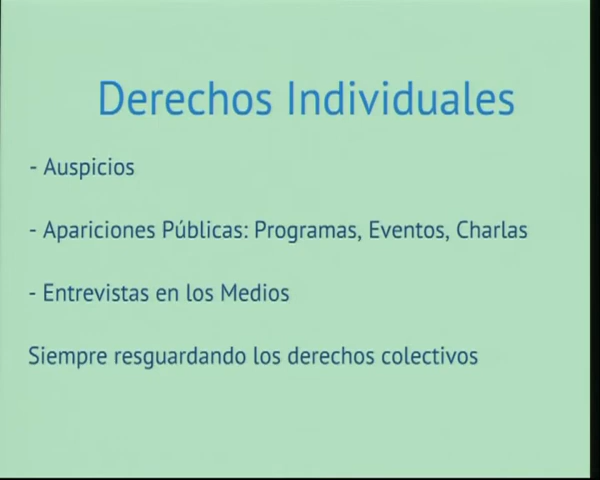 Derechos Individuales
- Auspicios
- Apariciones Públicas: Programas, Eventos, Charlas
- Entrevistas en los Medios
Siempre resguardando los derechos colectivos